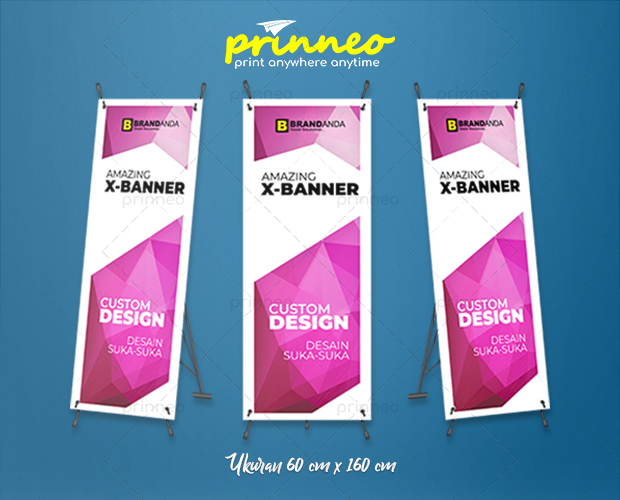 prinneo
print anywhere anytime
B BRANDANDA
AMAZING
X-BANNER
CUSTOM
DESIGN
DESAIN
SUKA-SUKA
B BRANDANDA
AMAZING
X-BANNER
CUSTOM
DESIGN
DESAIN
SUKA-SUKA
B BRANDANDA
AMAZING
X-BANNER
CUSTOM
DESIGN
DESAIN
SUKA-SUKA
Ukuran 60 cm x 160 cm